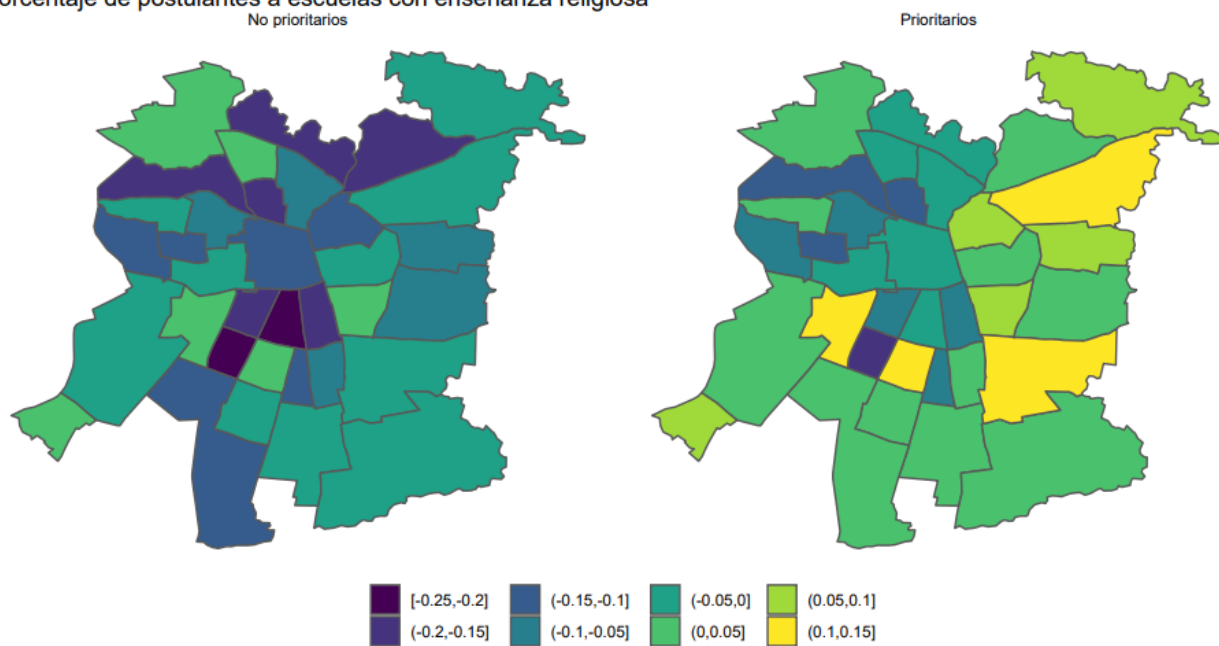 orcentaje de postulantes a escuelas con enseñanza religiosa
No prioritarios
Prioritarios
[-0.25,-0.2]
(-0.15,-0.1]
(-0.05,0]
(0.05,0.1]
(-0.2,-0.15]
(-0.1,-0.05]
(0,0.05]
(0.1,0.15]